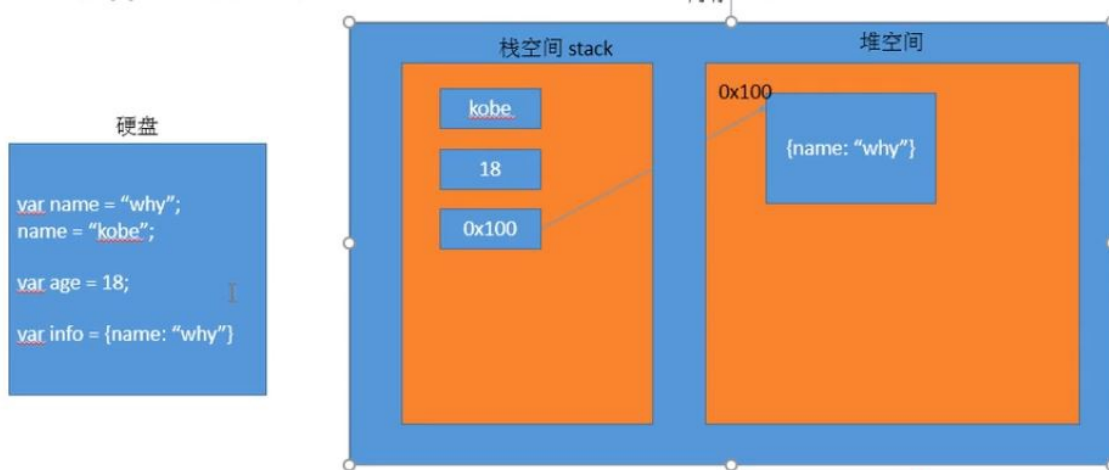 硬盘
var name = “why”;
name = “kobe”;
var age = 18;
var info = {name: “why”}
栈空间 stack
kobe
18
0x100
堆空间
0x100
{name: “why”}